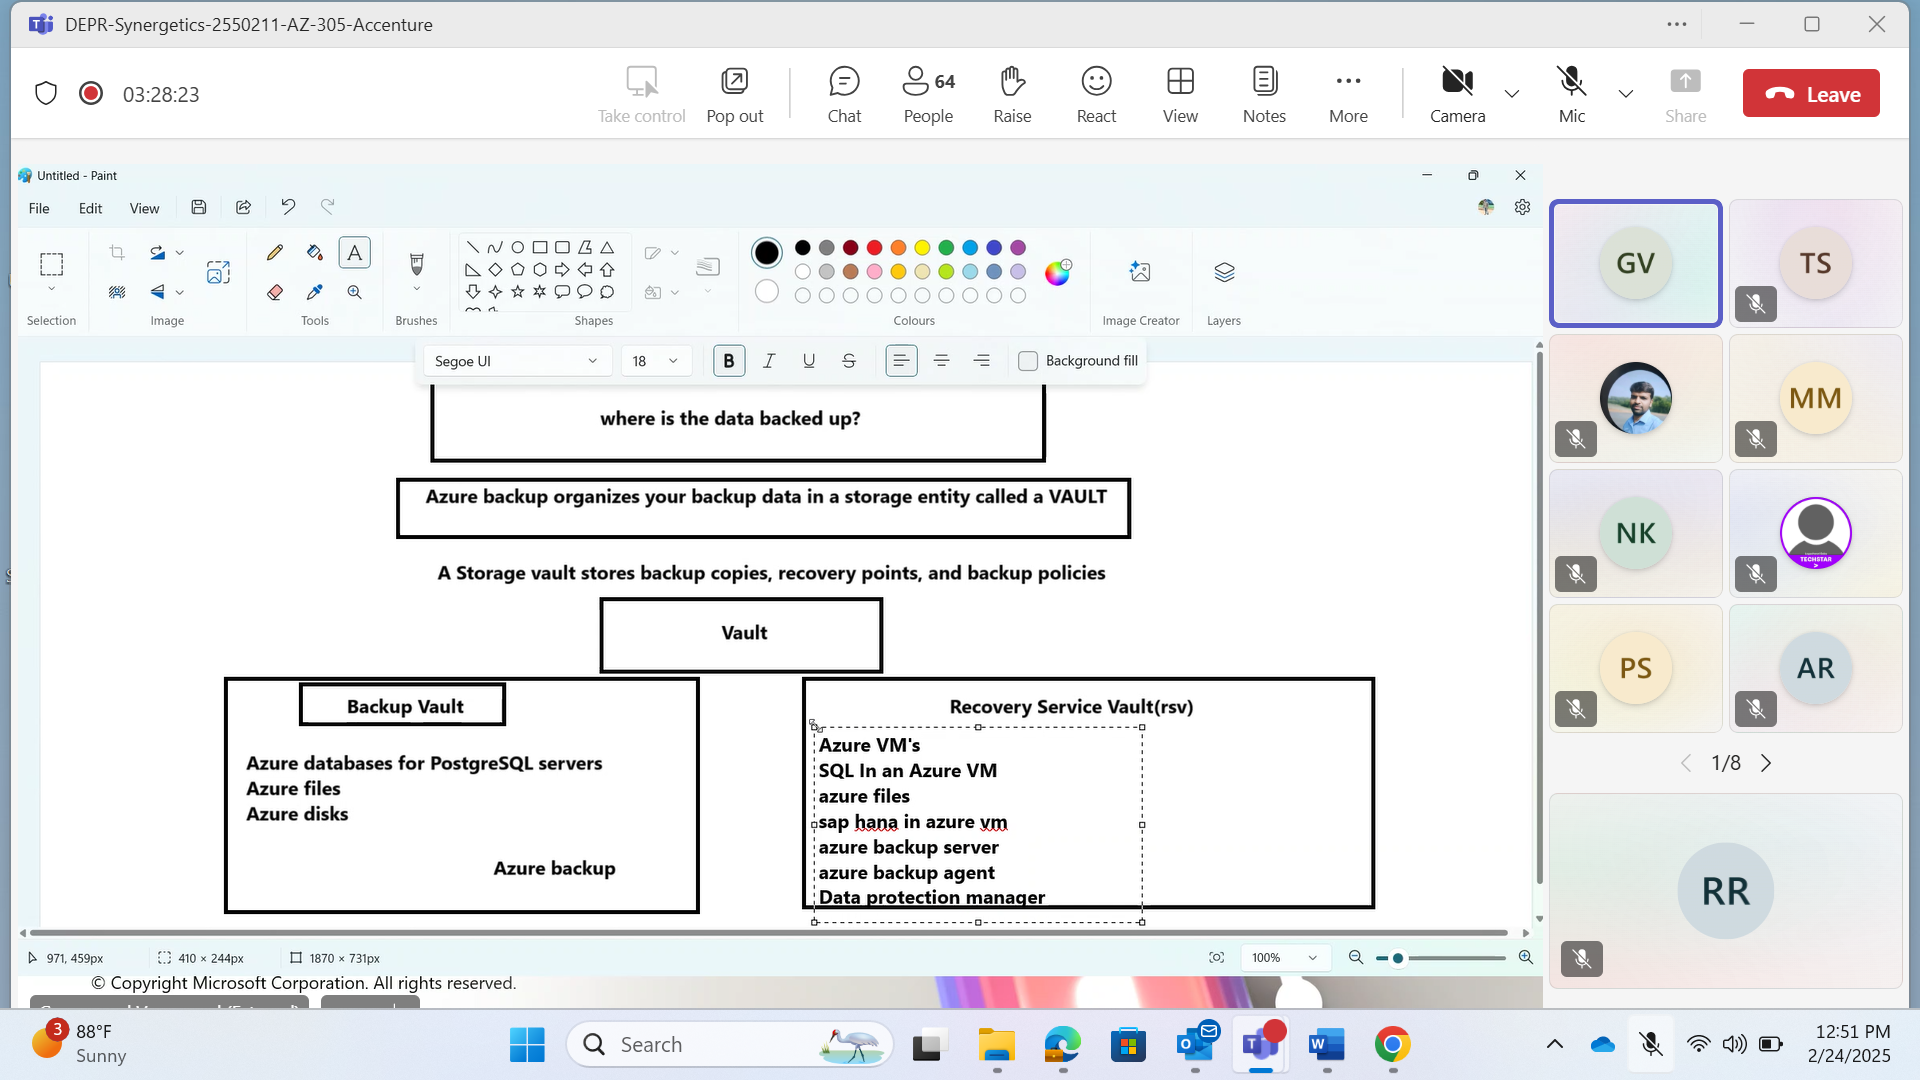 DEPR-Synergetics-2550211-AZ-305-Accenture
03:28:23
Take control
Pop out
Chat
People
64
Raise
React
View
Notes
More
Camera
Mic
Share
Leave
Untitled - Paint
File
Edit
View
Selection
Image
Tools
Brushes
Shapes
Colours
Image Creator
Layers
Segoe UI
18
B
Background fill
where is the data backed up?
Azure backup organizes your backup data in a storage entity called a VAULT
A Storage vault stores backup copies, recovery points, and backup policies
Vault
Backup Vault
Azure databases for PostgreSQL servers
Azure files
Azure disks
Azure backup
Recovery Service Vault(rsv)
Azure VM's
SQL In an Azure VM
azure files
sap hana in azure vm
azure backup server
azure backup agent
Data protection manager
971, 459px
410 × 244px
1870 × 731px
100%
© Copyright Microsoft Corporation. All rights reserved.
GV
TS
MM
NK
TECHSTAR
PS
AR
1/8
RR
3
88°F
Sunny
Search
12:51 PM
2/24/2025